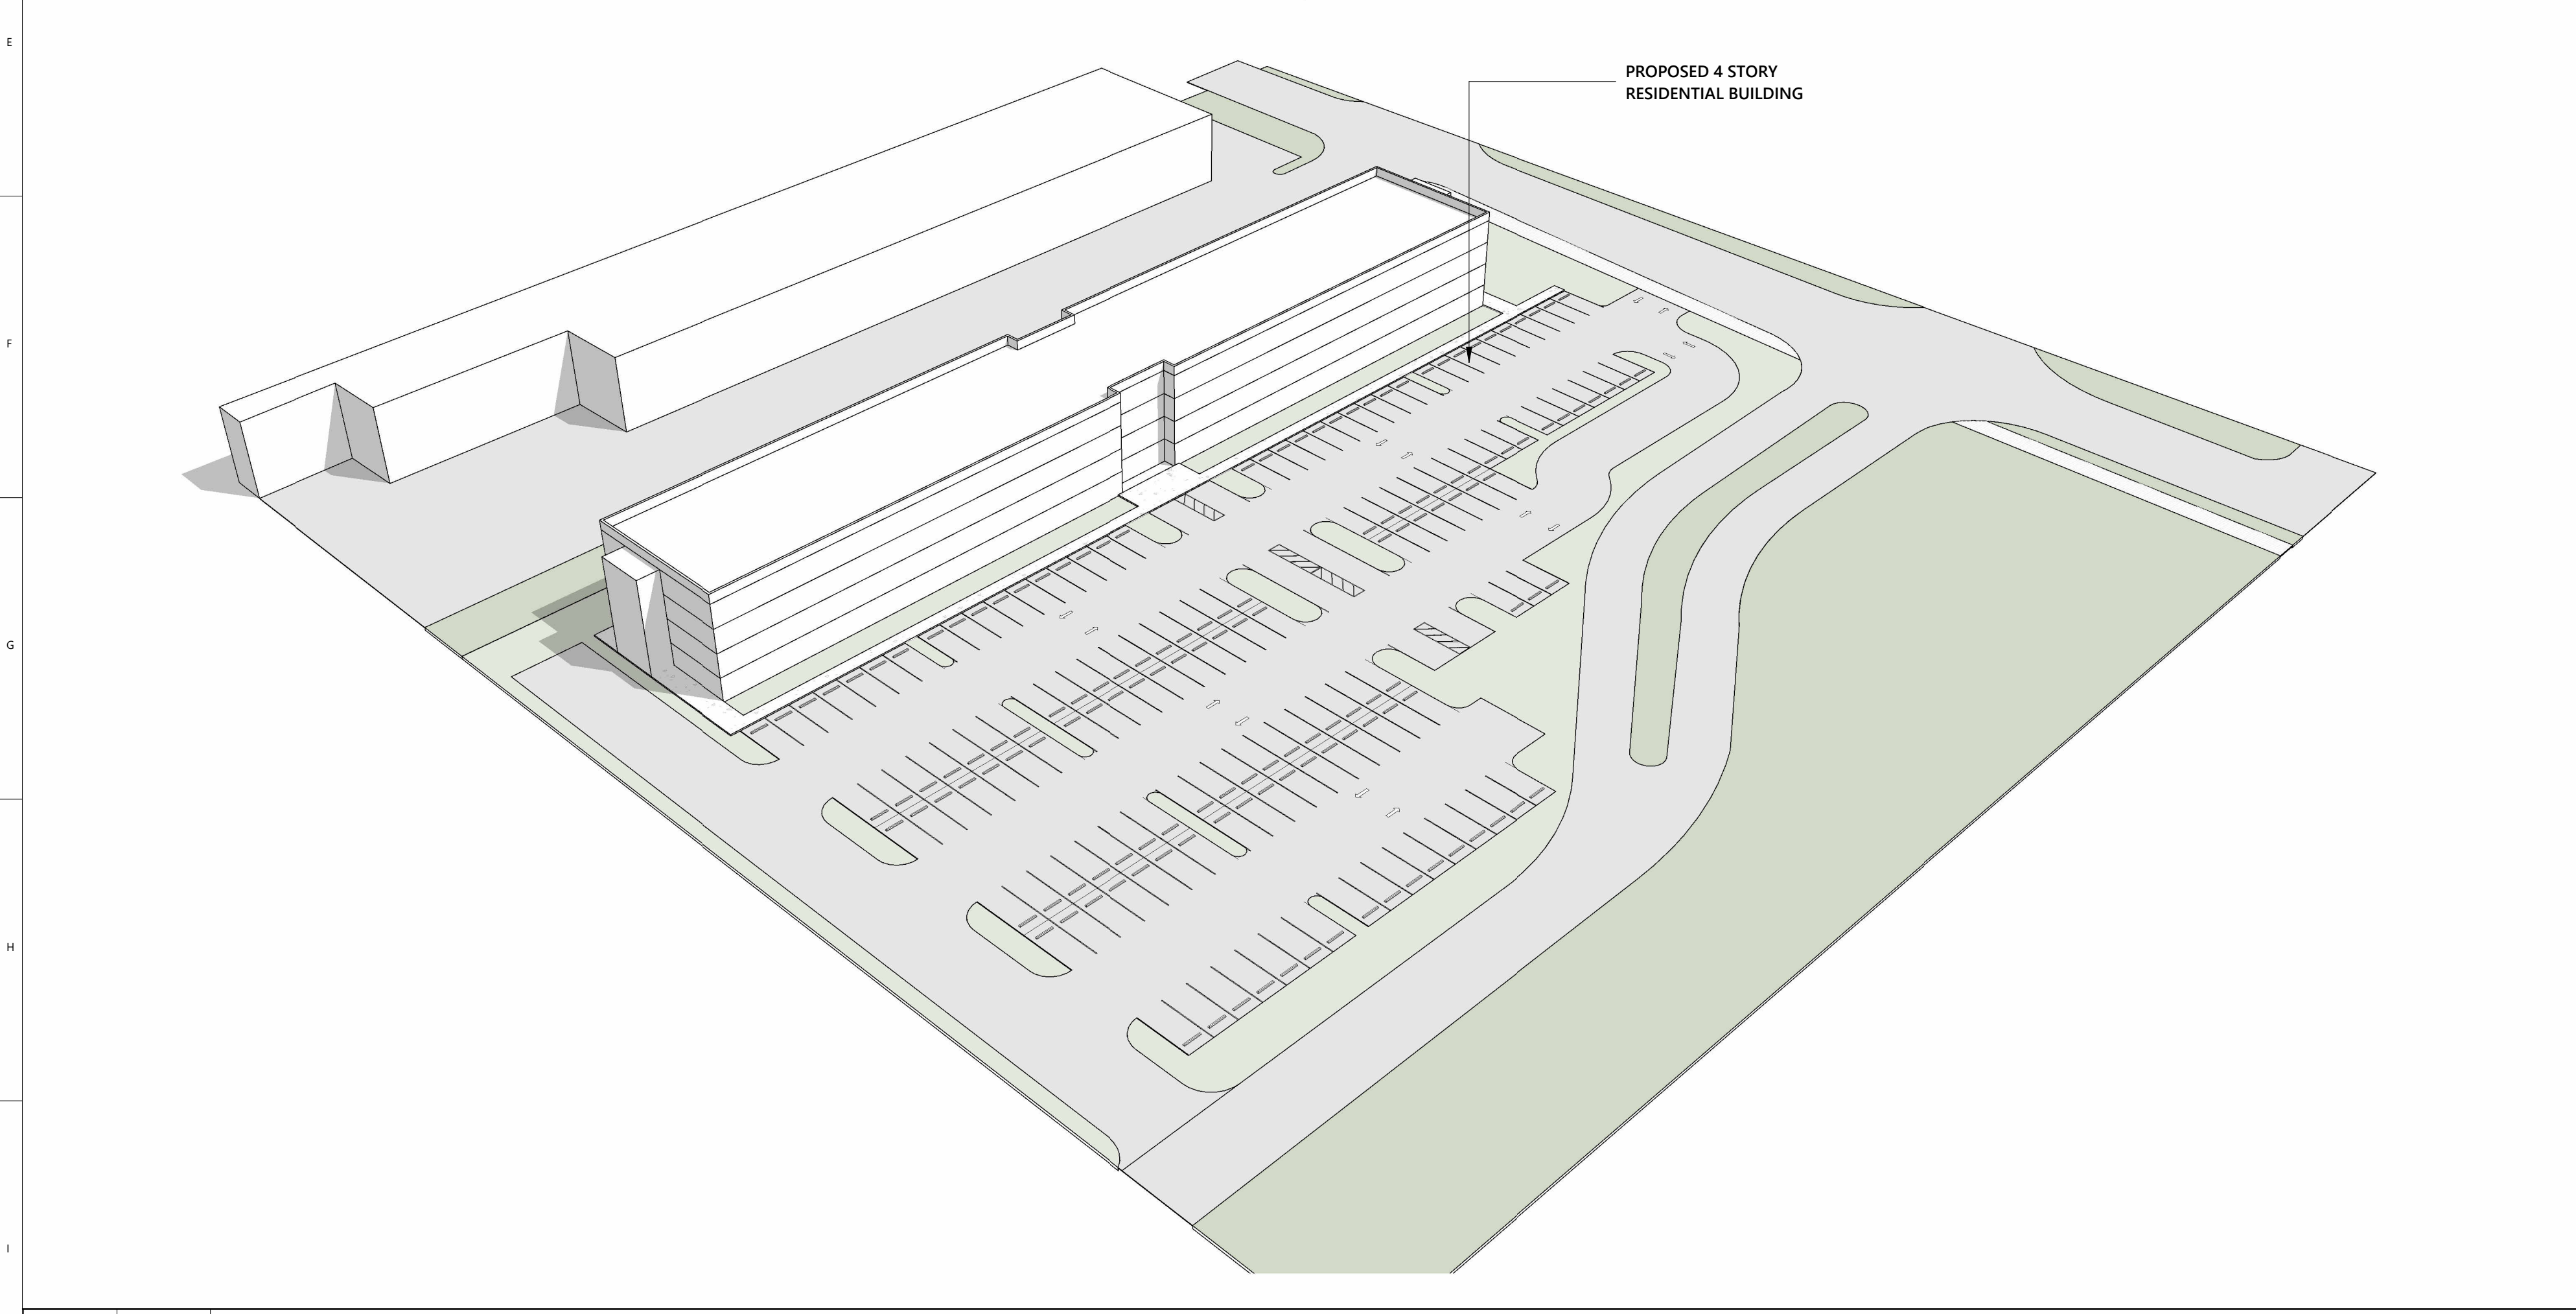 E
PROPOSED 4 STORY
RESIDENTIAL BUILDING
F
G
H
I